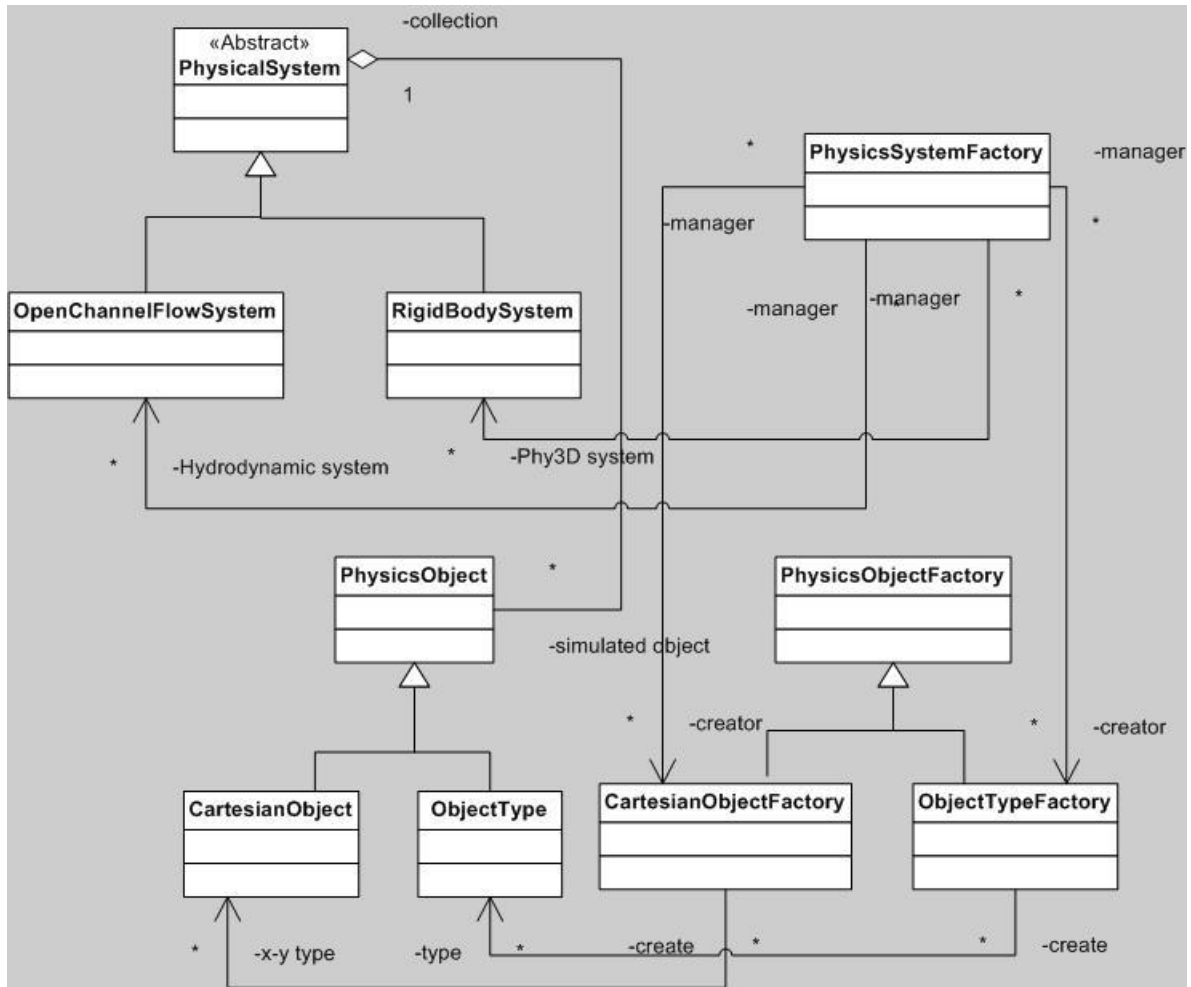 -collection
«Abstract»
PhysicalSystem
1
*
PhysicsSystemFactory
-manager
-manager
*
OpenChannelFlowSystem
RigidBodySystem
-manager
*
-manager
*
*
-Hydrodynamic system
*
-Phy3D system
PhysicsObject
*
PhysicsObjectFactory
-simulated object
*
-creator
*
-creator
CartesianObject
ObjectType
CartesianObjectFactory
ObjectTypeFactory
*
-x-y type
-type
*
-create
*
*
-create